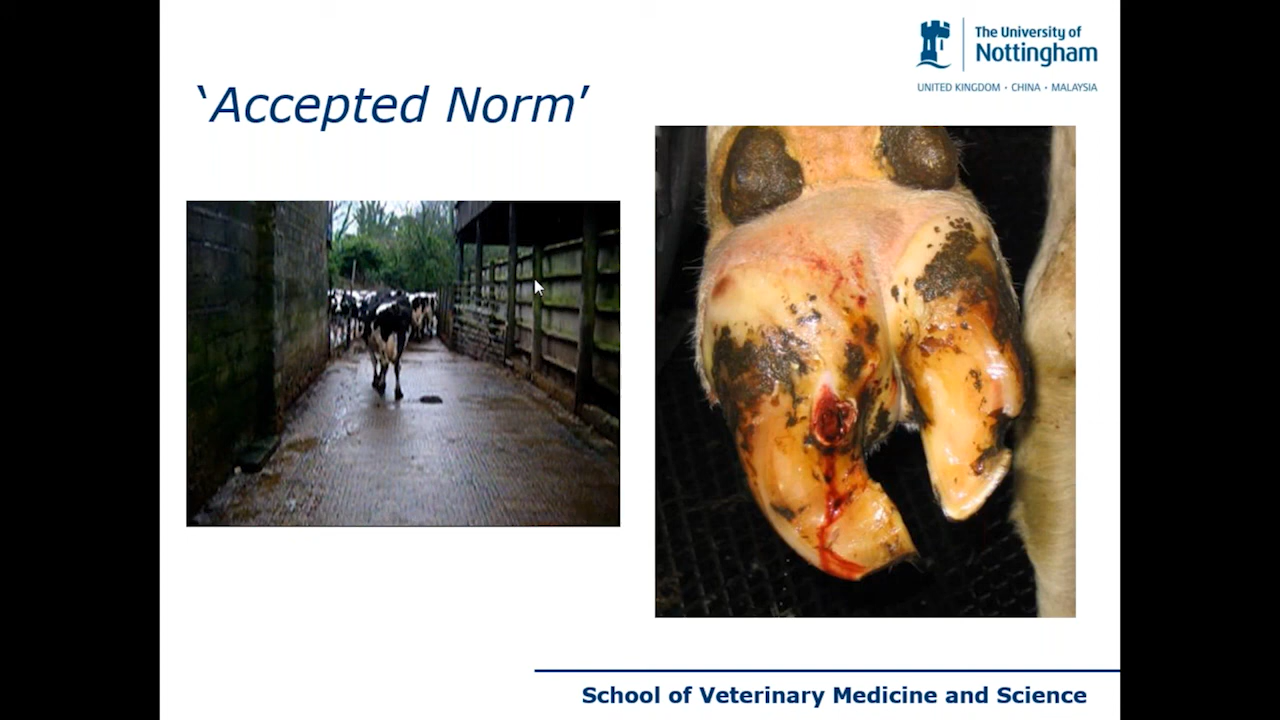 The University of
Nottingham
UNITED KINGDOM · CHINA · MALAYSIA
‘Accepted Norm’
School of Veterinary Medicine and Science